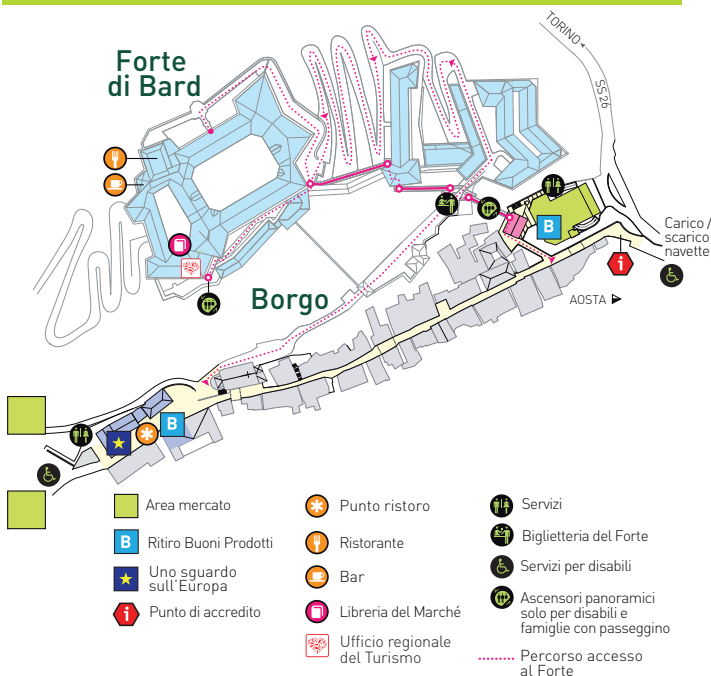 Forte
di Bard
TORINO
SS 26
B
Carico /
scarico
navette
i
AOSTA
Borgo
B
Area mercato
B Ritiro Buoni Prodotti
Uno sguardo
sull'Europa
i Punto di accredito
Punto ristoro
Ristorante
Bar
Libreria del Marché
Ufficio regionale
del Turismo
Servizi
Biglietteria del Forte
Servizi per disabili
Ascensori panoramici
solo per disabili e
famiglie con passeggino
Percorso accesso
al Forte